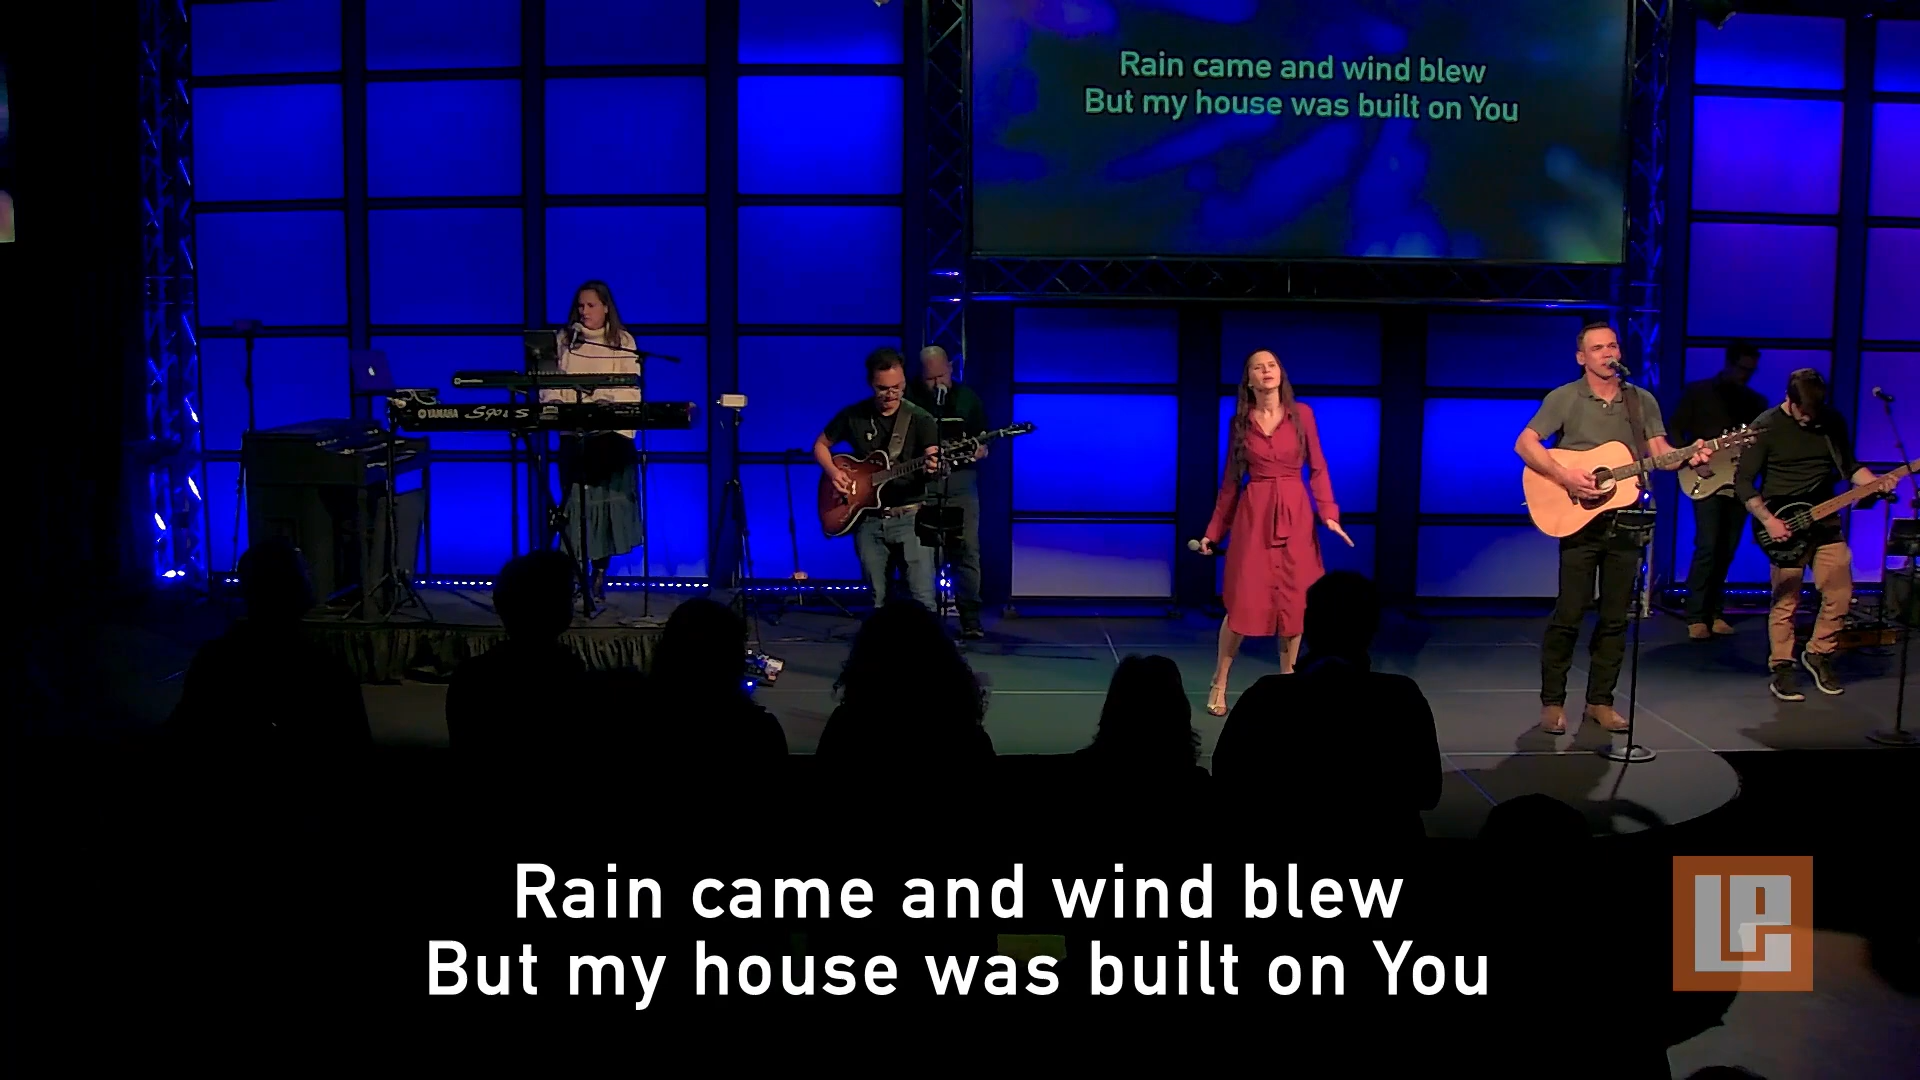 Rain came and wind blew
But my house was built on You
YAMAHA S90 ES
Rain came and wind blew
But my house was built on You
LP